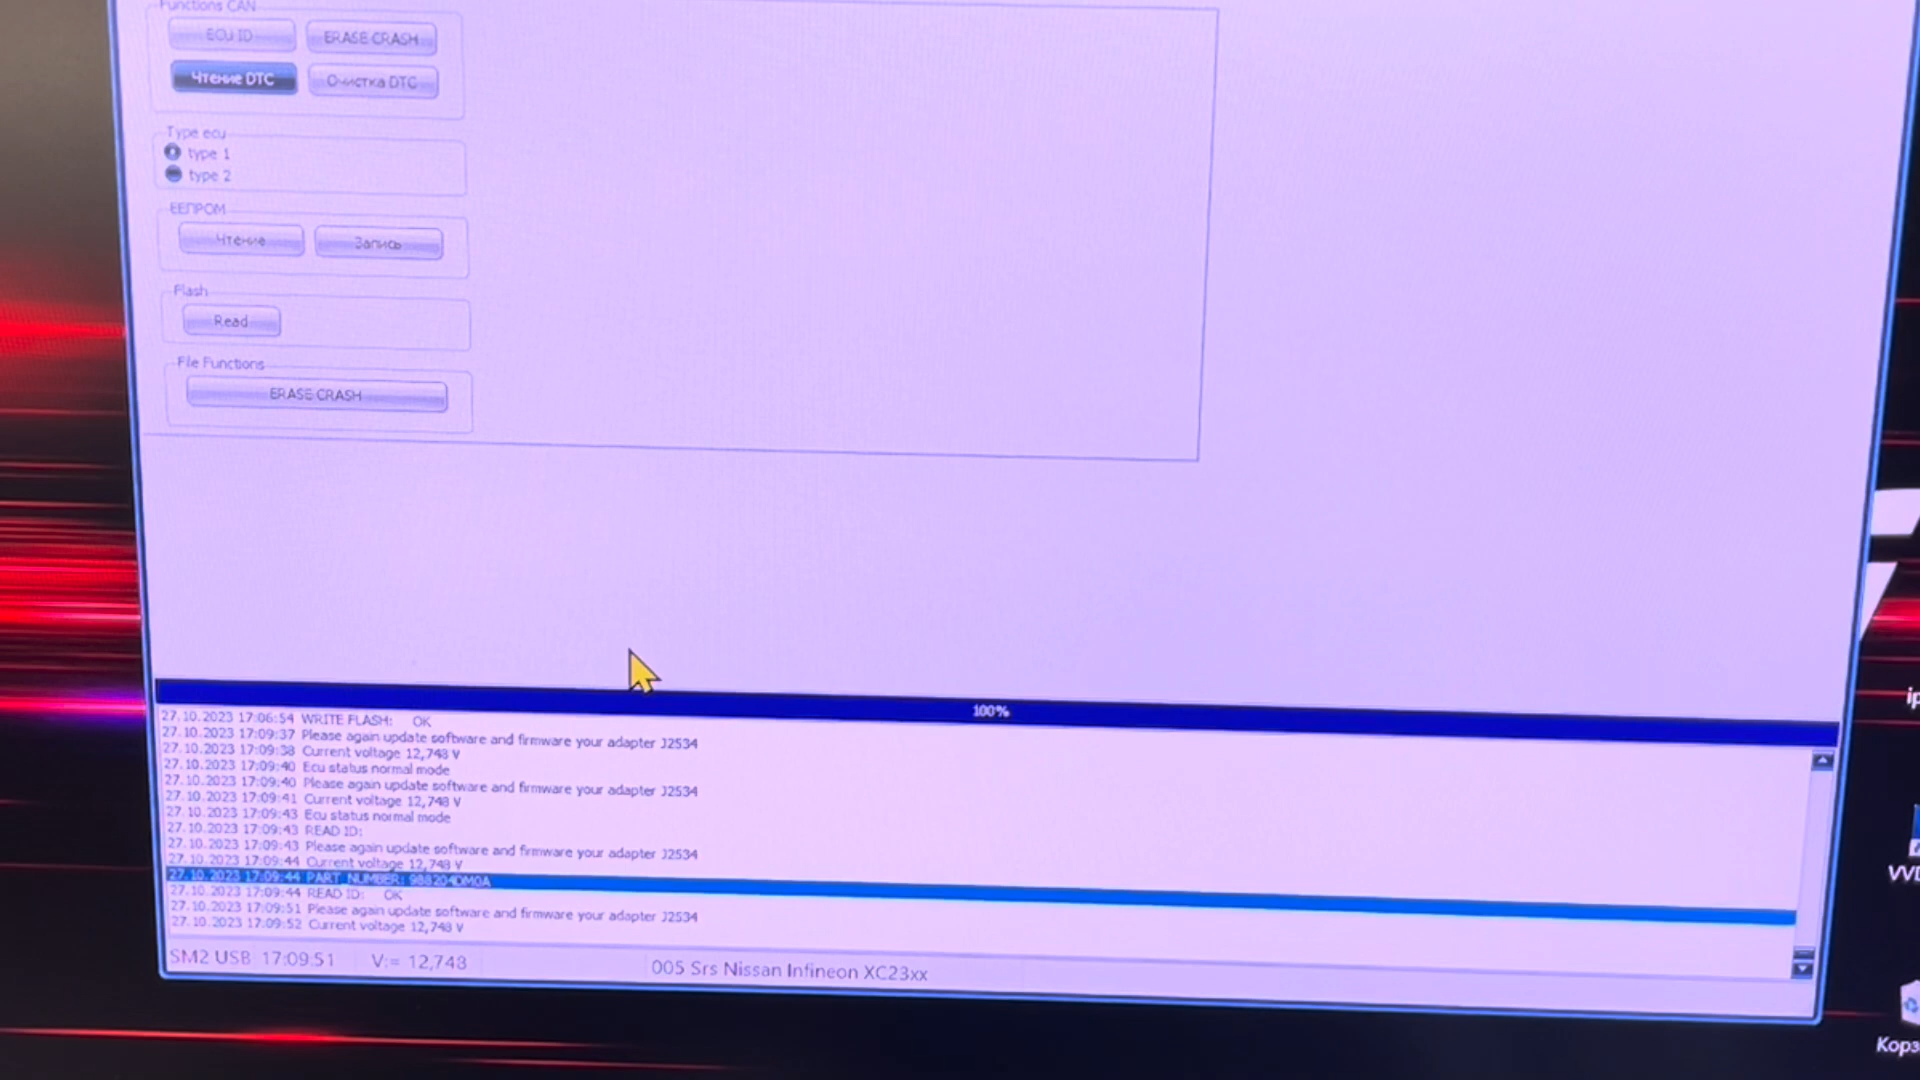 Functions CAN
ECU ID
ERASE CRASH
Чтение DTC
Очистка DTC
Type ecu
type 1
type 2
ЕЕПРОМ
Чтение
Запись
Flash
Read
File Functions
ERASE CRASH
100%
27.10.2023 17:06:54 WRITE FLASH: OK
27.10.2023 17:09:37 Please again update software and firmware your adapter J2534
27.10.2023 17:09:38 Current voltage 12,748 V
27.10.2023 17:09:40 Ecu status normal mode
27.10.2023 17:09:40 Please again update software and firmware your adapter J2534
27.10.2023 17:09:41 Current voltage 12,748 V
27.10.2023 17:09:43 Ecu status normal mode
27.10.2023 17:09:43 READ ID:
27.10.2023 17:09:43 Please again update software and firmware your adapter J2534
27.10.2023 17:09:44 Current voltage 12,748 V
27.10.2023 17:09:44 PART NUMBER: 988204DM0A
27.10.2023 17:09:44 READ ID: OK
27.10.2023 17:09:51 Please again update software and firmware your adapter J2534
27.10.2023 17:09:52 Current voltage 12,748 V
SM2 USB 17:09:51 V:= 12,748 005 Srs Nissan Infineon XC23xx